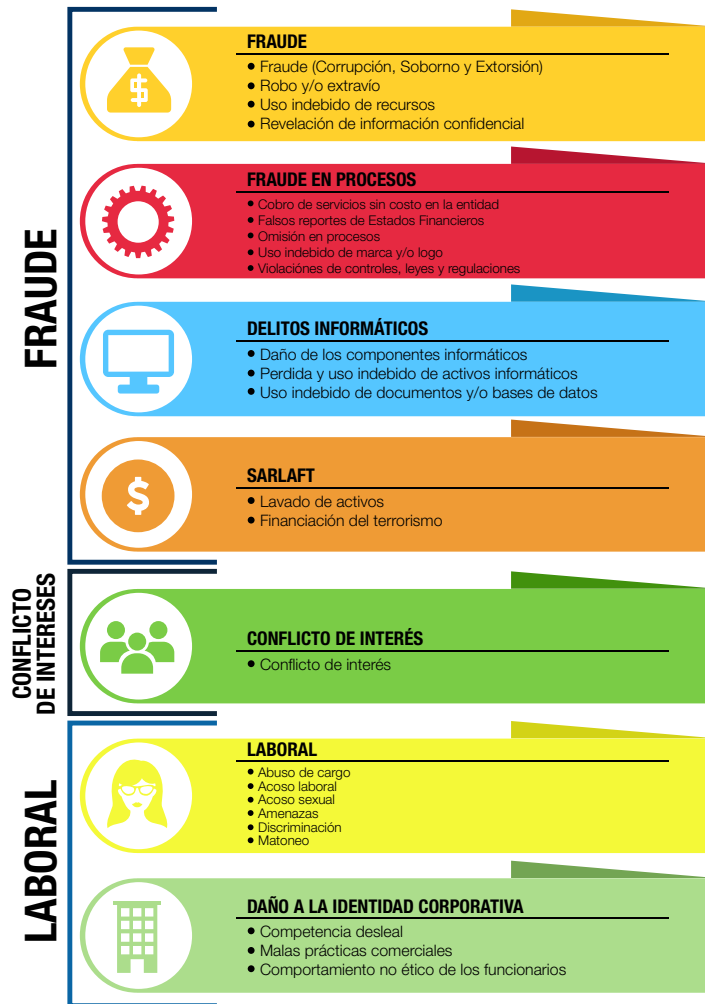 FRAUDE
FRAUDE
• Fraude (Corrupción, Soborno y Extorsión)
• Robo y/o extravío
• Uso indebido de recursos
• Revelación de información confidencial
FRAUDE EN PROCESOS
• Cobro de servicios sin costo en la entidad
• Falsos reportes de Estados Financieros
• Omisión en procesos
• Uso indebido de marca y/o logo
• Violaciónes de controles, leyes y regulaciones
DELITOS INFORMÁTICOS
• Daño de los componentes informáticos
• Perdida y uso indebido de activos informáticos
• Uso indebido de documentos y/o bases de datos
SARLAFT
• Lavado de activos
• Financiación del terrorismo
CONFLICTO
DE INTERESES
CONFLICTO DE INTERÉS
• Conflicto de interés
LABORAL
LABORAL
• Abuso de cargo
• Acoso laboral
• Acoso sexual
• Amenazas
• Discriminación
• Matoneo
DAÑO A LA IDENTIDAD CORPORATIVA
• Competencia desleal
• Malas prácticas comerciales
• Comportamiento no ético de los funcionarios